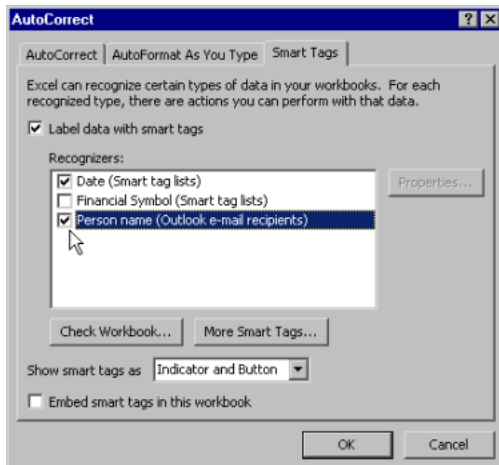 AutoCorrect
AutoCorrect AutoFormat As You Type Smart Tags
Excel can recognize certain types of data in your workbooks. For each
recognized type, there are actions you can perform with that data.
Label data with smart tags
Recognizers:
Date (Smart tag lists)
Financial Symbol (Smart tag lists)
Person name (Outlook e-mail recipients)
Properties...
Check Workbook... More Smart Tags...
Show smart tags as Indicator and Button
Embed smart tags in this workbook
OK Cancel